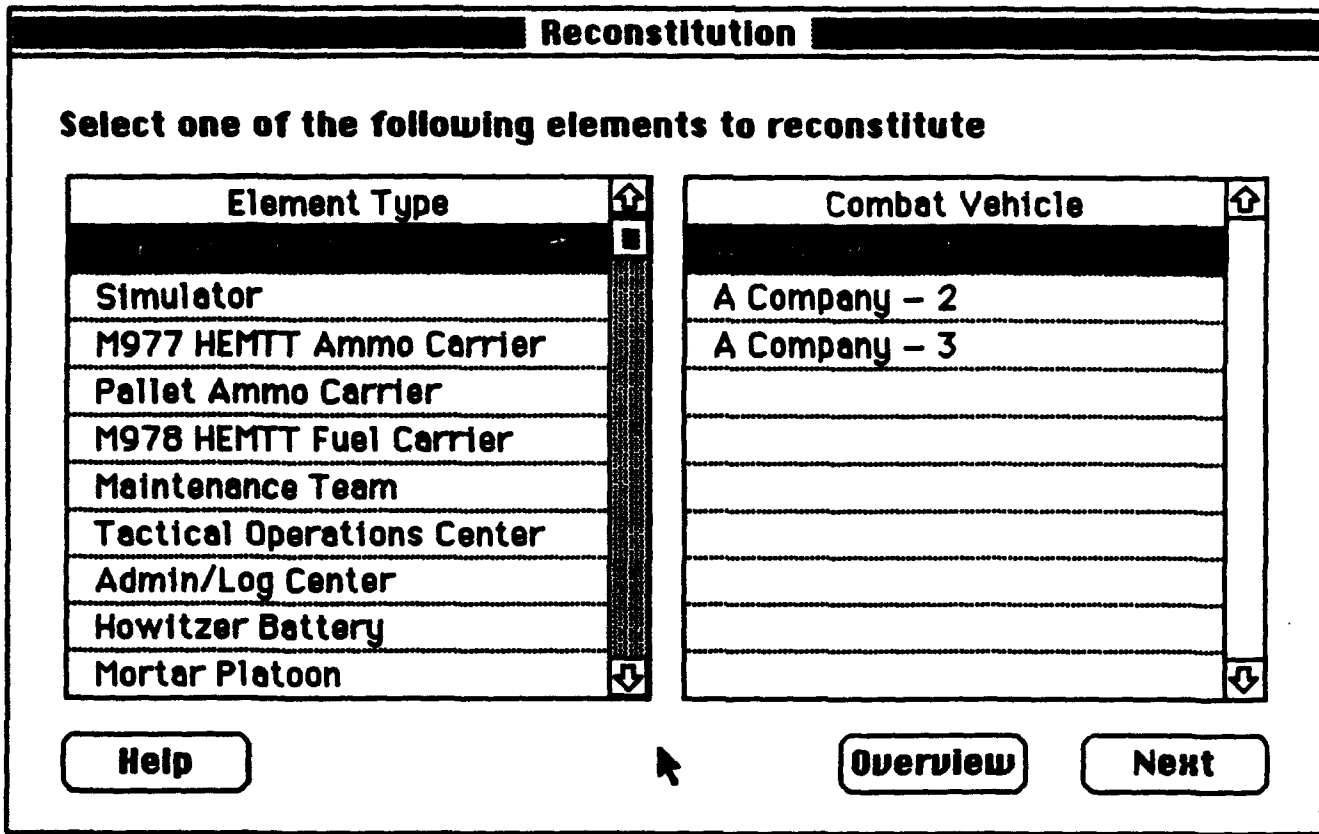 Reconstitution
Select one of the following elements to reconstitute
Element Type
Simulator
M977 HEMTT Ammo Carrier
Pallet Ammo Carrier
M978 HEMTT Fuel Carrier
Maintenance Team
Tactical Operations Center
Admin/Log Center
Howitzer Battery
Mortar Platoon
Combat Vehicle
A Company – 2
A Company – 3
Help
Overview
Next